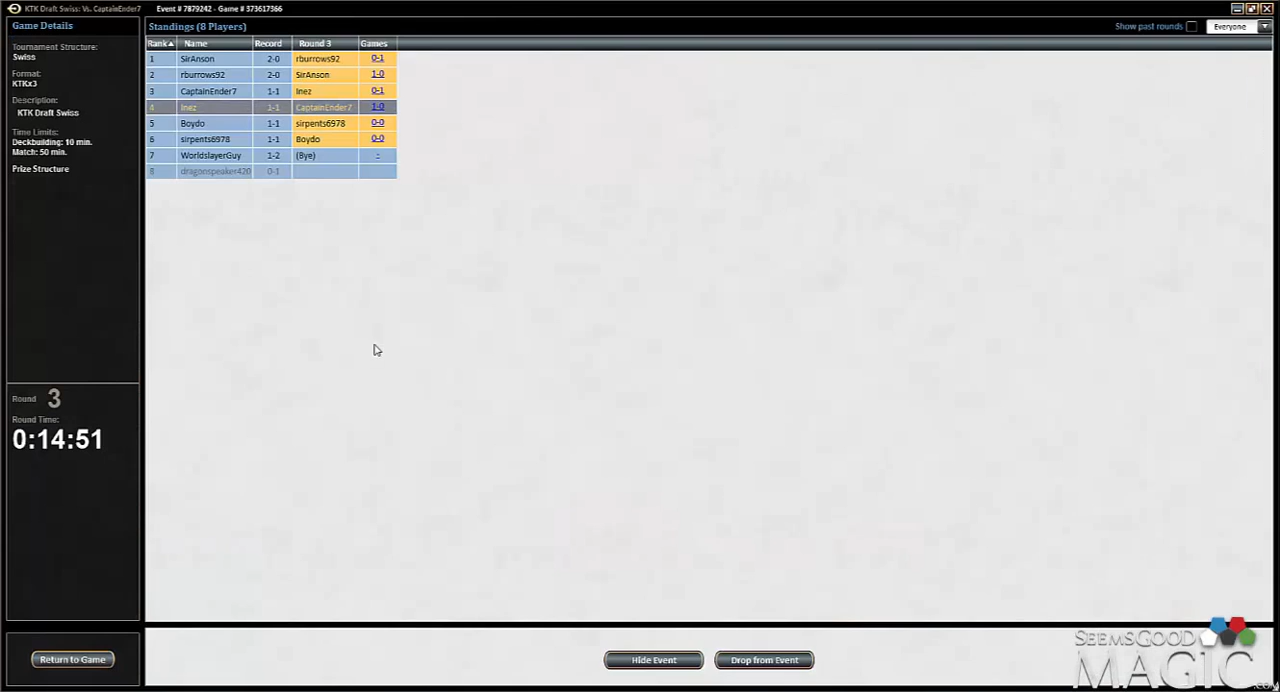 KTK Draft Swiss: Vs. CaptainEnder7 Event # 7879242 - Game # 373617366
Game Details
Standings (8 Players)
Show past rounds
Everyone
Tournament Structure:
Swiss
Format:
KTKx3
Description:
KTK Draft Swiss
Time Limits:
Deckbuilding: 10 min.
Match: 50 min.
Prize Structure
Rank Name Record Round 3 Games
1 SirAnson 2-0 rburrows92 0-1
2 rburrows92 2-0 SirAnson 1-0
3 CaptainEnder7 1-1 Inez 0-1
4 Inez 1-1 CaptainEnder7 1-0
5 Boydo 1-1 sirpents6978 0-0
6 sirpents6978 1-1 Boydo 0-0
7 WorldslayerGuy 1-2 (Bye) -
8 dragonspeaker420 0-1
Round 3
Round Time:
0:14:51
Return to Game
Hide Event
Drop from Event
SEEMSGOOD
MAGIC
.COM